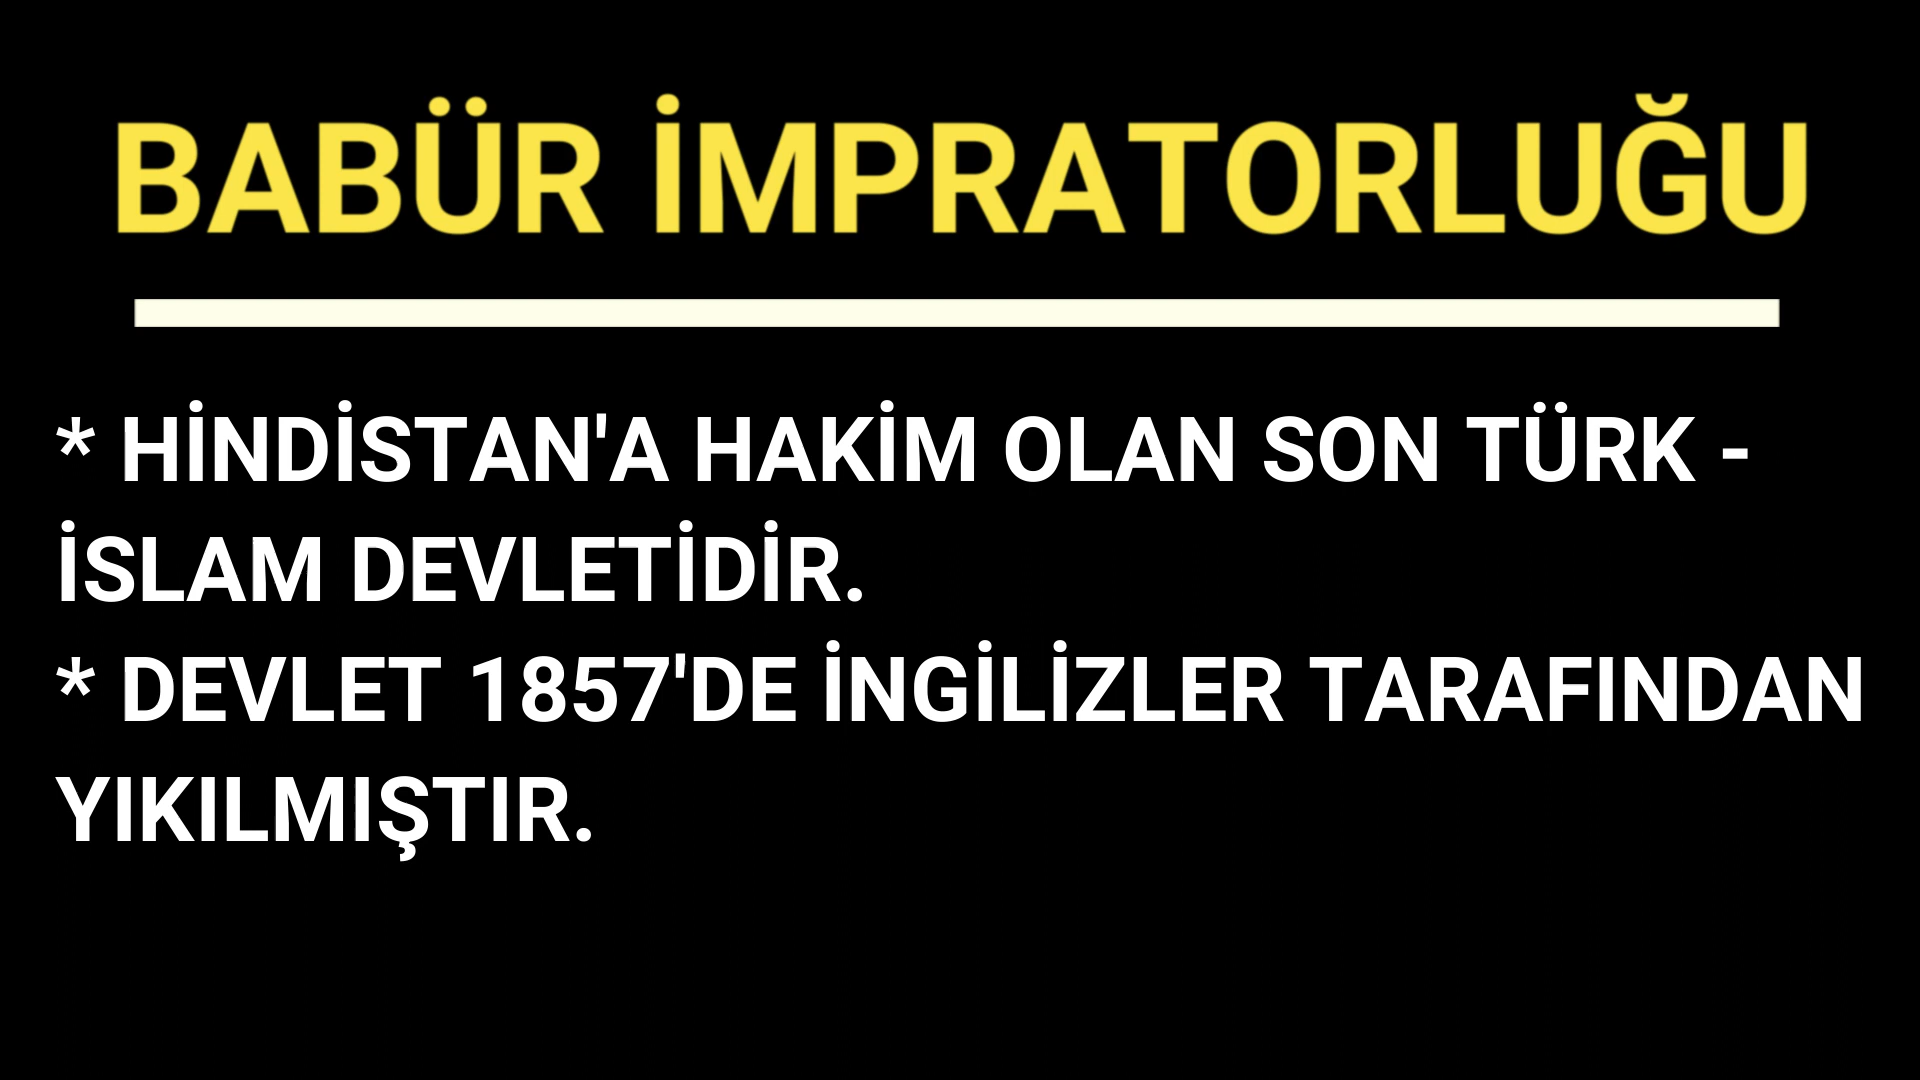 BABÜR İMPRATORLUĞU
* HİNDİSTAN'A HAKİM OLAN SON TÜRK -
İSLAM DEVLETİDİR.
* DEVLET 1857'DE İNGİLİZLER TARAFINDAN
YIKILMIŞTIR.